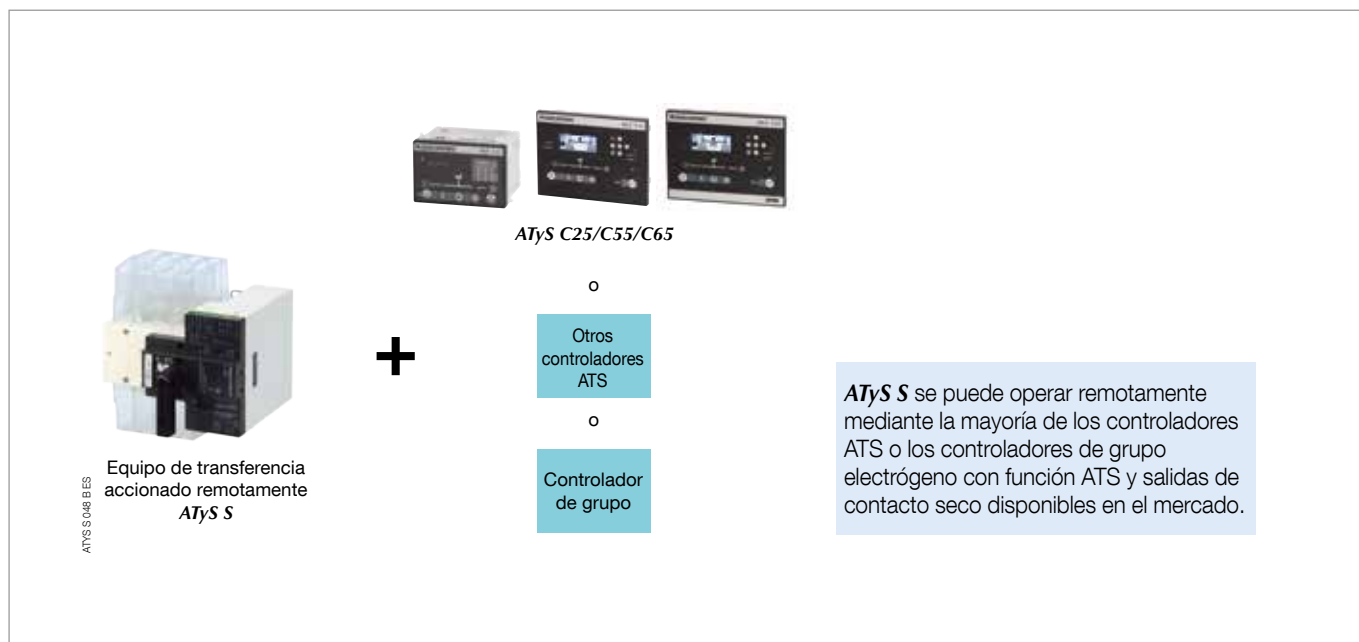 ATyS C25/C55/C65
o
Otros
controladores
ATS
o
Controlador
de grupo
Equipo de transferencia
accionado remotamente
ATyS S
ATYS S 048 B ES
ATyS S se puede operar remotamente
mediante la mayoría de los controladores
ATS o los controladores de grupo
electrógeno con función ATS y salidas de
contacto seco disponibles en el mercado.